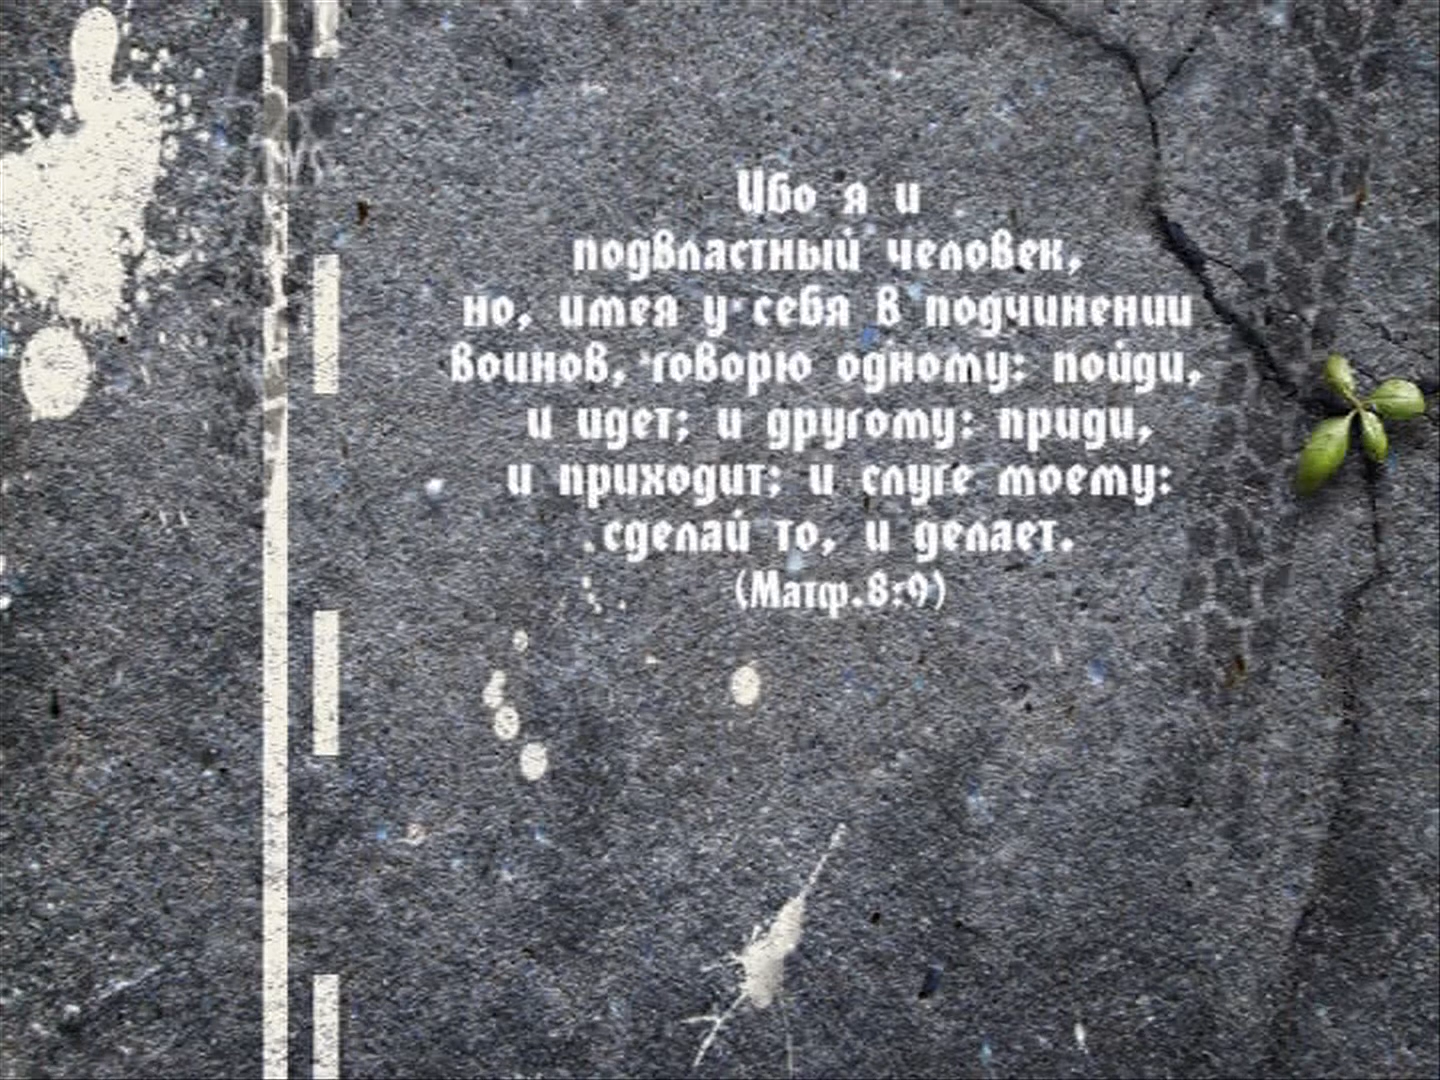 Ибо я и
подвластный человек,
но, имея у себя в подчинении
воинов, говорю одному: пойди,
и идет; и другому: приди,
и приходит; и слуге моему:
сделай то, и делает.
(Матф.8:9)